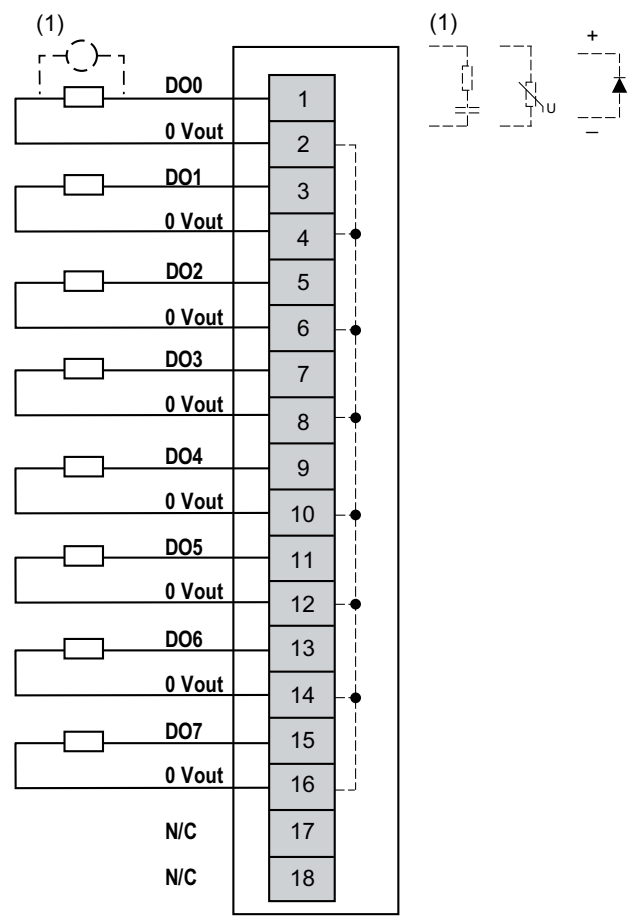 (1) (1)
+
DO0 1
U
0 Vout 2
–
DO1 3
0 Vout 4
DO2 5
0 Vout 6
DO3 7
0 Vout 8
DO4 9
0 Vout 10
DO5 11
0 Vout 12
DO6 13
0 Vout 14
DO7 15
0 Vout 16
N/C 17
N/C 18